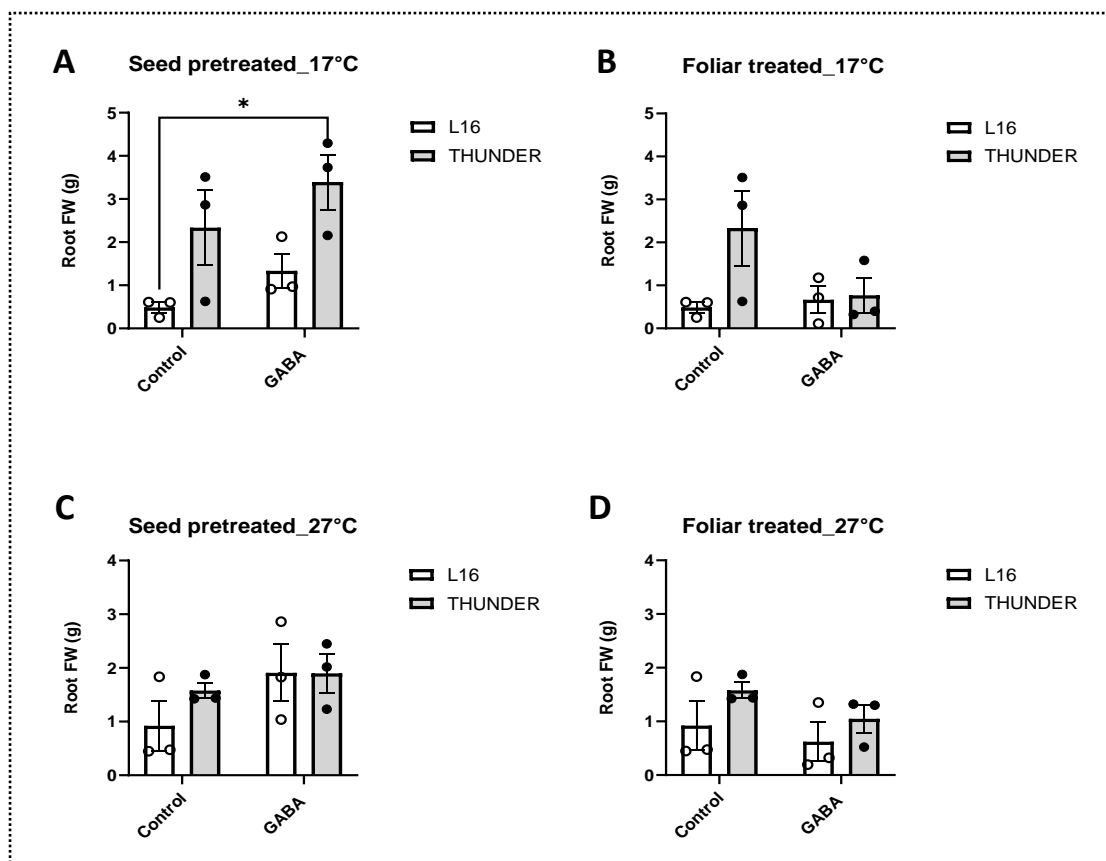 A
Seed pretreated_17°C
*
5
4
3
2
1
0
Root FW (g)
Control
GABA
L16
THUNDER
B
Foliar treated_17°C
5
4
3
2
1
0
Root FW (g)
Control
GABA
L16
THUNDER
C
Seed pretreated_27°C
4
3
2
1
0
Root FW (g)
Control
GABA
L16
THUNDER
D
Foliar treated_27°C
4
3
2
1
0
Root FW (g)
Control
GABA
L16
THUNDER